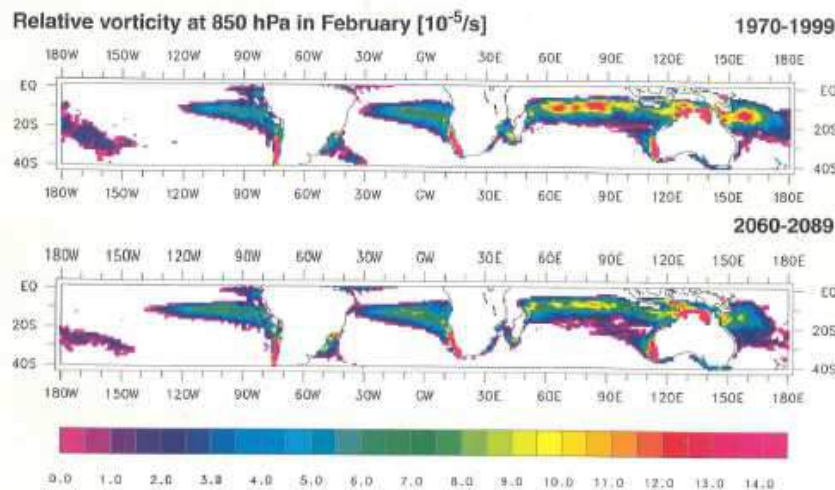 Relative vorticity at 850 hPa in February [10⁻⁵/s] 1970-1999
180W 150W 120W 90W 60W 30W GW 30E 60E 90E 120E 150E 180E
EQ EQ
20S 20S
40S 40S
180W 150W 120W 90W 60W 30W GW 30E 60E 90E 120E 150E 180E
2060-2089
180W 150W 120W 90W 60W 30W GW 30E 60E 90E 120E 150E 180E
EQ EQ
20S 20S
40S 40S
180W 150W 120W 90W 60W 30W GW 30E 60E 90E 120E 150E 180E
0.0 1.0 2.0 3.0 4.0 5.0 6.0 7.0 8.0 9.0 10.0 11.0 12.0 13.0 14.0